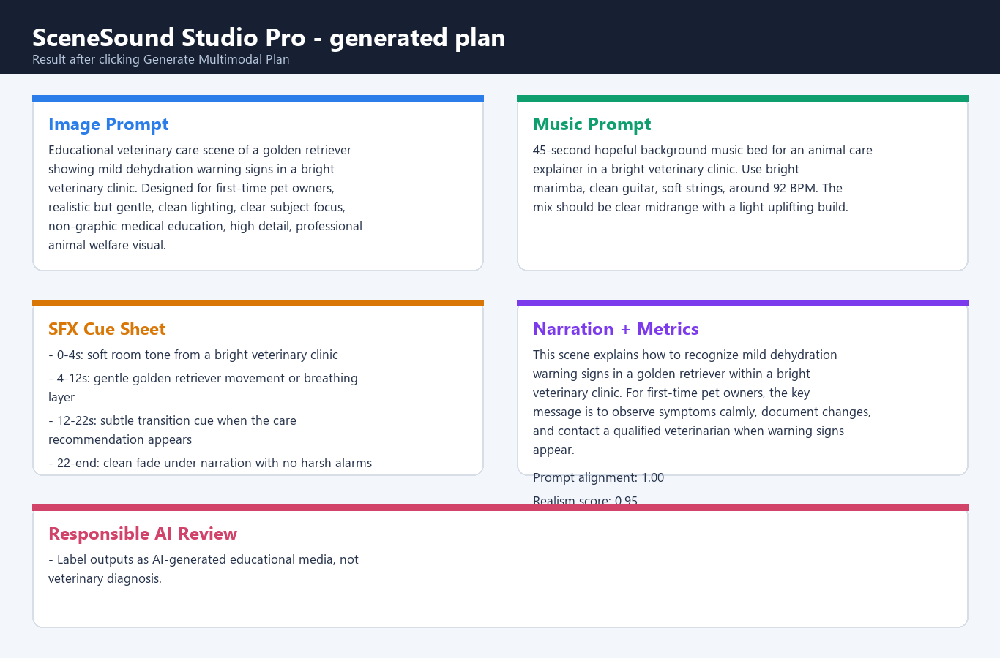 SceneSound Studio Pro - generated plan
Result after clicking Generate Multimodal Plan
Image Prompt
Educational veterinary care scene of a golden retriever
showing mild dehydration warning signs in a bright
veterinary clinic. Designed for first-time pet owners,
realistic but gentle, clean lighting, clear subject focus,
non-graphic medical education, high detail, professional
animal welfare visual.
Music Prompt
45-second hopeful background music bed for an animal care
explainer in a bright veterinary clinic. Use bright
marimba, clean guitar, soft strings, around 92 BPM. The
mix should be clear midrange with a light uplifting build.
SFX Cue Sheet
- 0-4s: soft room tone from a bright veterinary clinic
- 4-12s: gentle golden retriever movement or breathing
layer
- 12-22s: subtle transition cue when the care
recommendation appears
- 22-end: clean fade under narration with no harsh alarms
Narration + Metrics
This scene explains how to recognize mild dehydration
warning signs in a golden retriever within a bright
veterinary clinic. For first-time pet owners, the key
message is to observe symptoms calmly, document changes,
and contact a qualified veterinarian when warning signs
appear.
Prompt alignment: 1.00
Realism score: 0.95
Responsible AI Review
- Label outputs as AI-generated educational media, not
veterinary diagnosis.